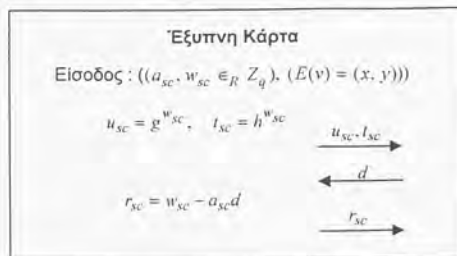 Έξυπνη Κάρτα
Είσοδος : ((a_sc, w_sc ∈_R Z_q), (E(v) = (x, y)))
u_sc = g^w_sc, t_sc = h^w_sc
u_sc, t_sc
d
r_sc = w_sc − a_sc d
r_sc